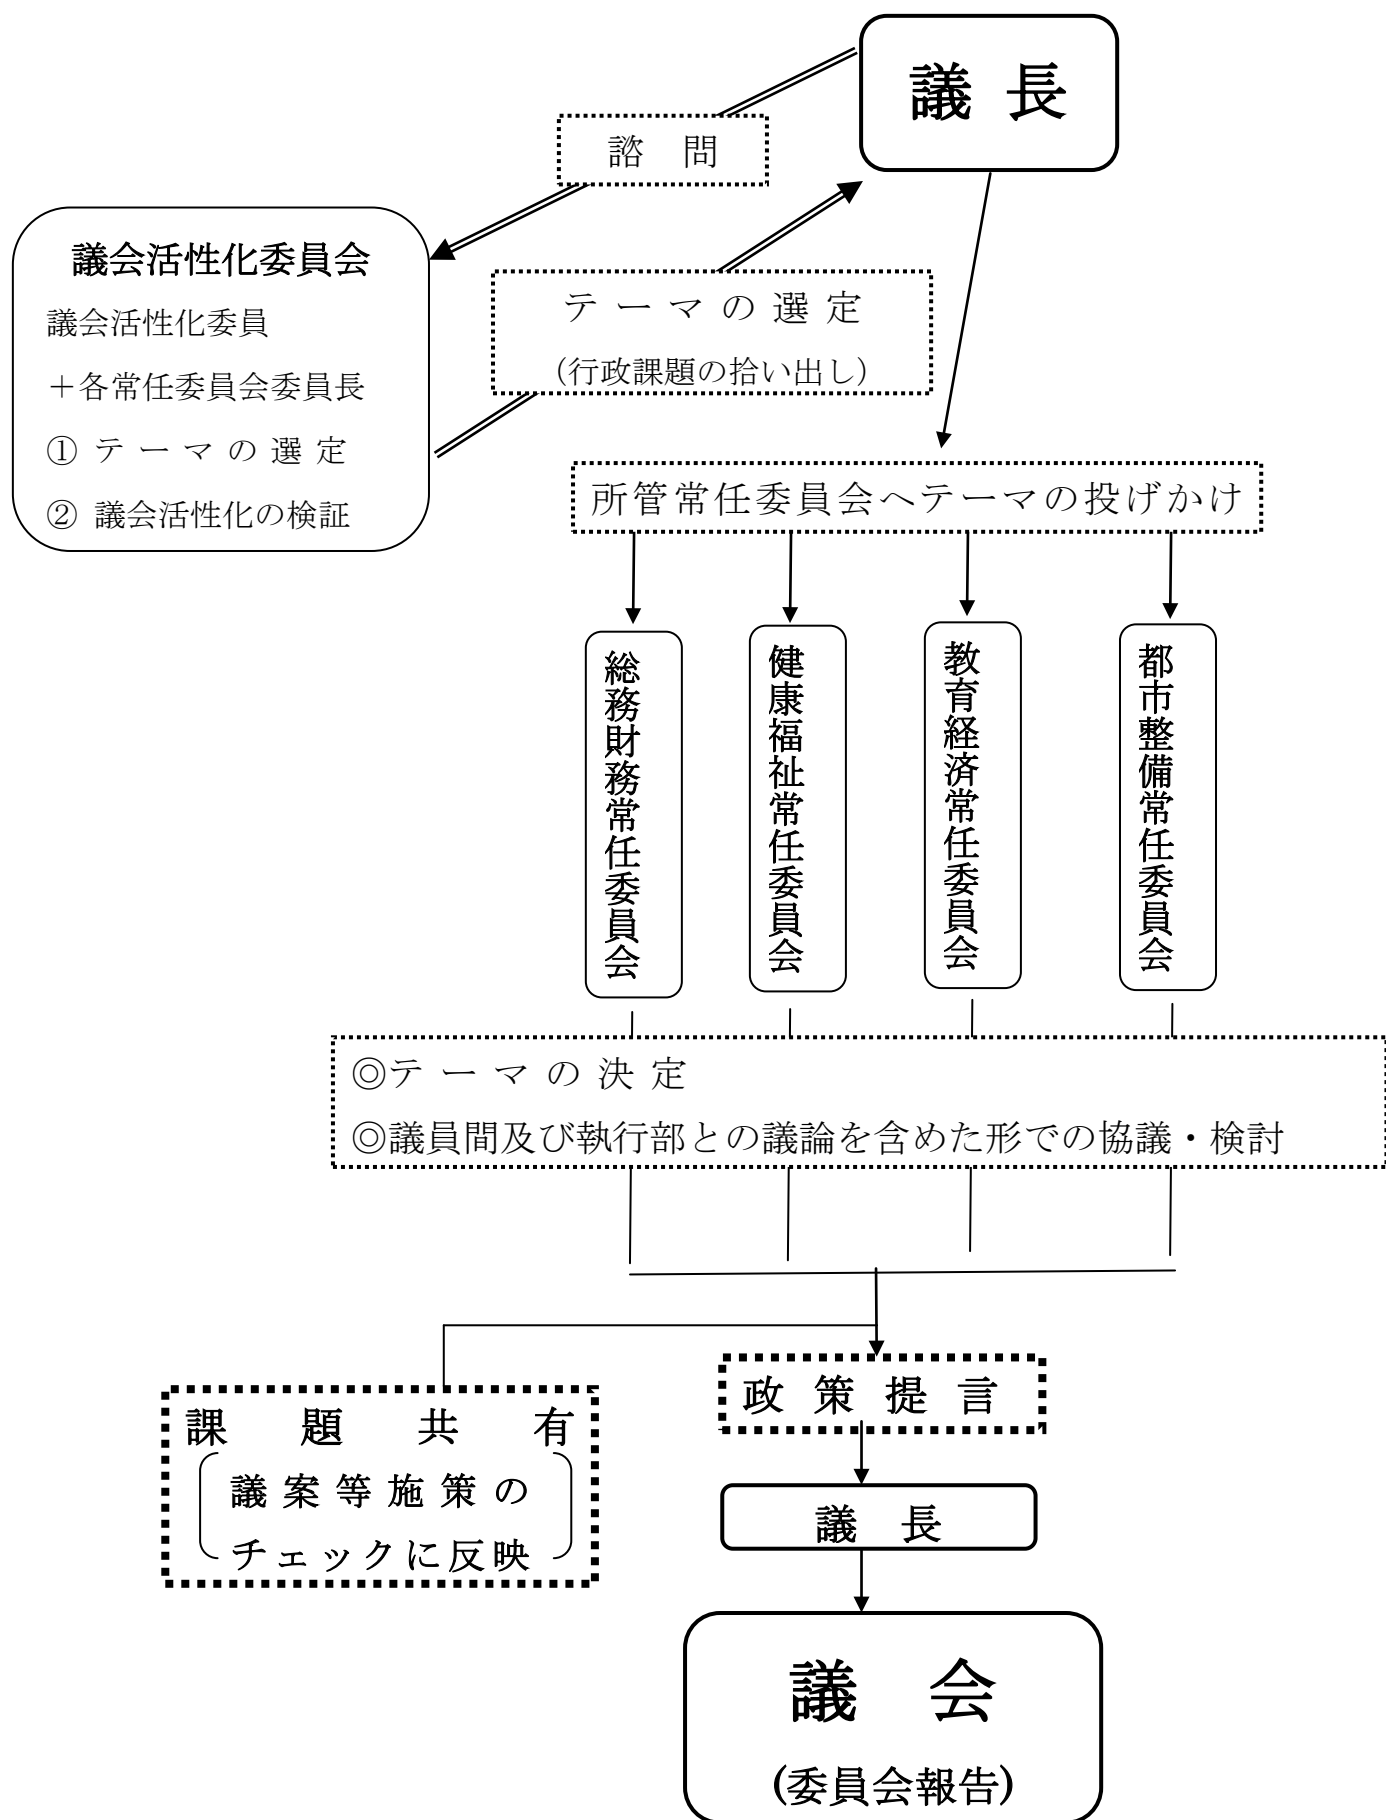 議 長
諮 問
議会活性化委員会
議会活性化委員
＋各常任委員会委員長
① テ ー マ の 選 定
② 議会活性化の検証
テ ー マ の 選 定
（行政課題の拾い出し）
所管常任委員会へテーマの投げかけ
総務財務常任委員会
健康福祉常任委員会
教育経済常任委員会
都市整備常任委員会
◎テ ー マ の 決 定
◎議員間及び執行部との議論を含めた形での協議・検討
課 題 共 有
議 案 等 施 策 の
チェックに反映
政 策 提 言
議 長
議 会
(委員会報告)